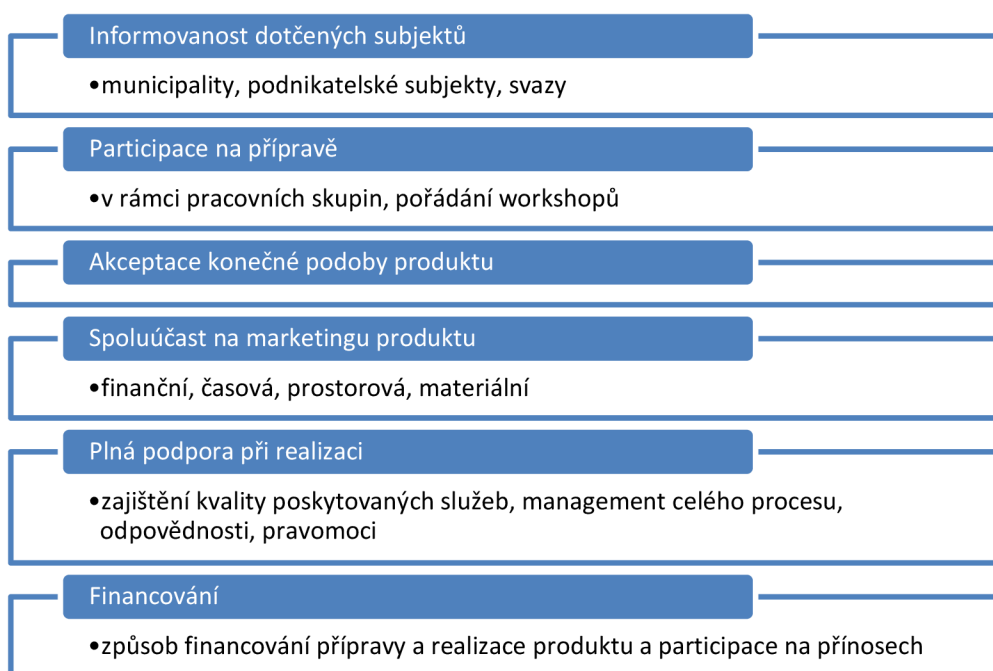 Informovanost dotčených subjektů
•municipality, podnikatelské subjekty, svazy
Participace na přípravě
•v rámci pracovních skupin, pořádání workshopů
Akceptace konečné podoby produktu
Spoluúčast na marketingu produktu
•finanční, časová, prostorová, materiální
Plná podpora při realizaci
•zajištění kvality poskytovaných služeb, management celého procesu,
odpovědnosti, pravomoci
Financování
•způsob financování přípravy a realizace produktu a participace na přínosech